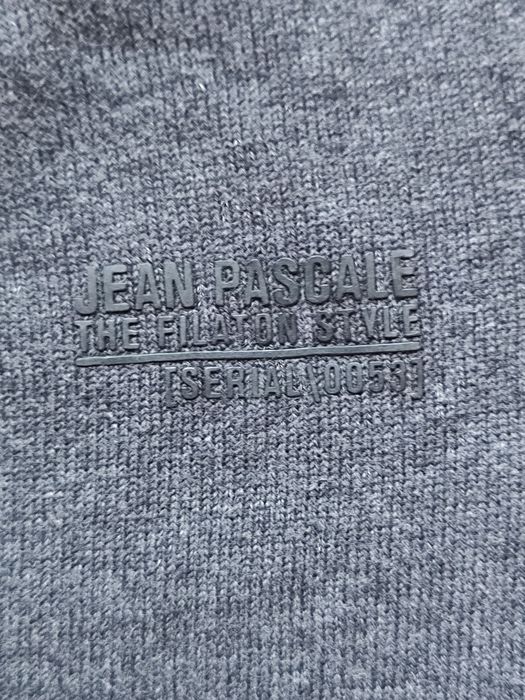 JEAN PASCALE
THE FILATON STYLE
[SERIAL\0053]